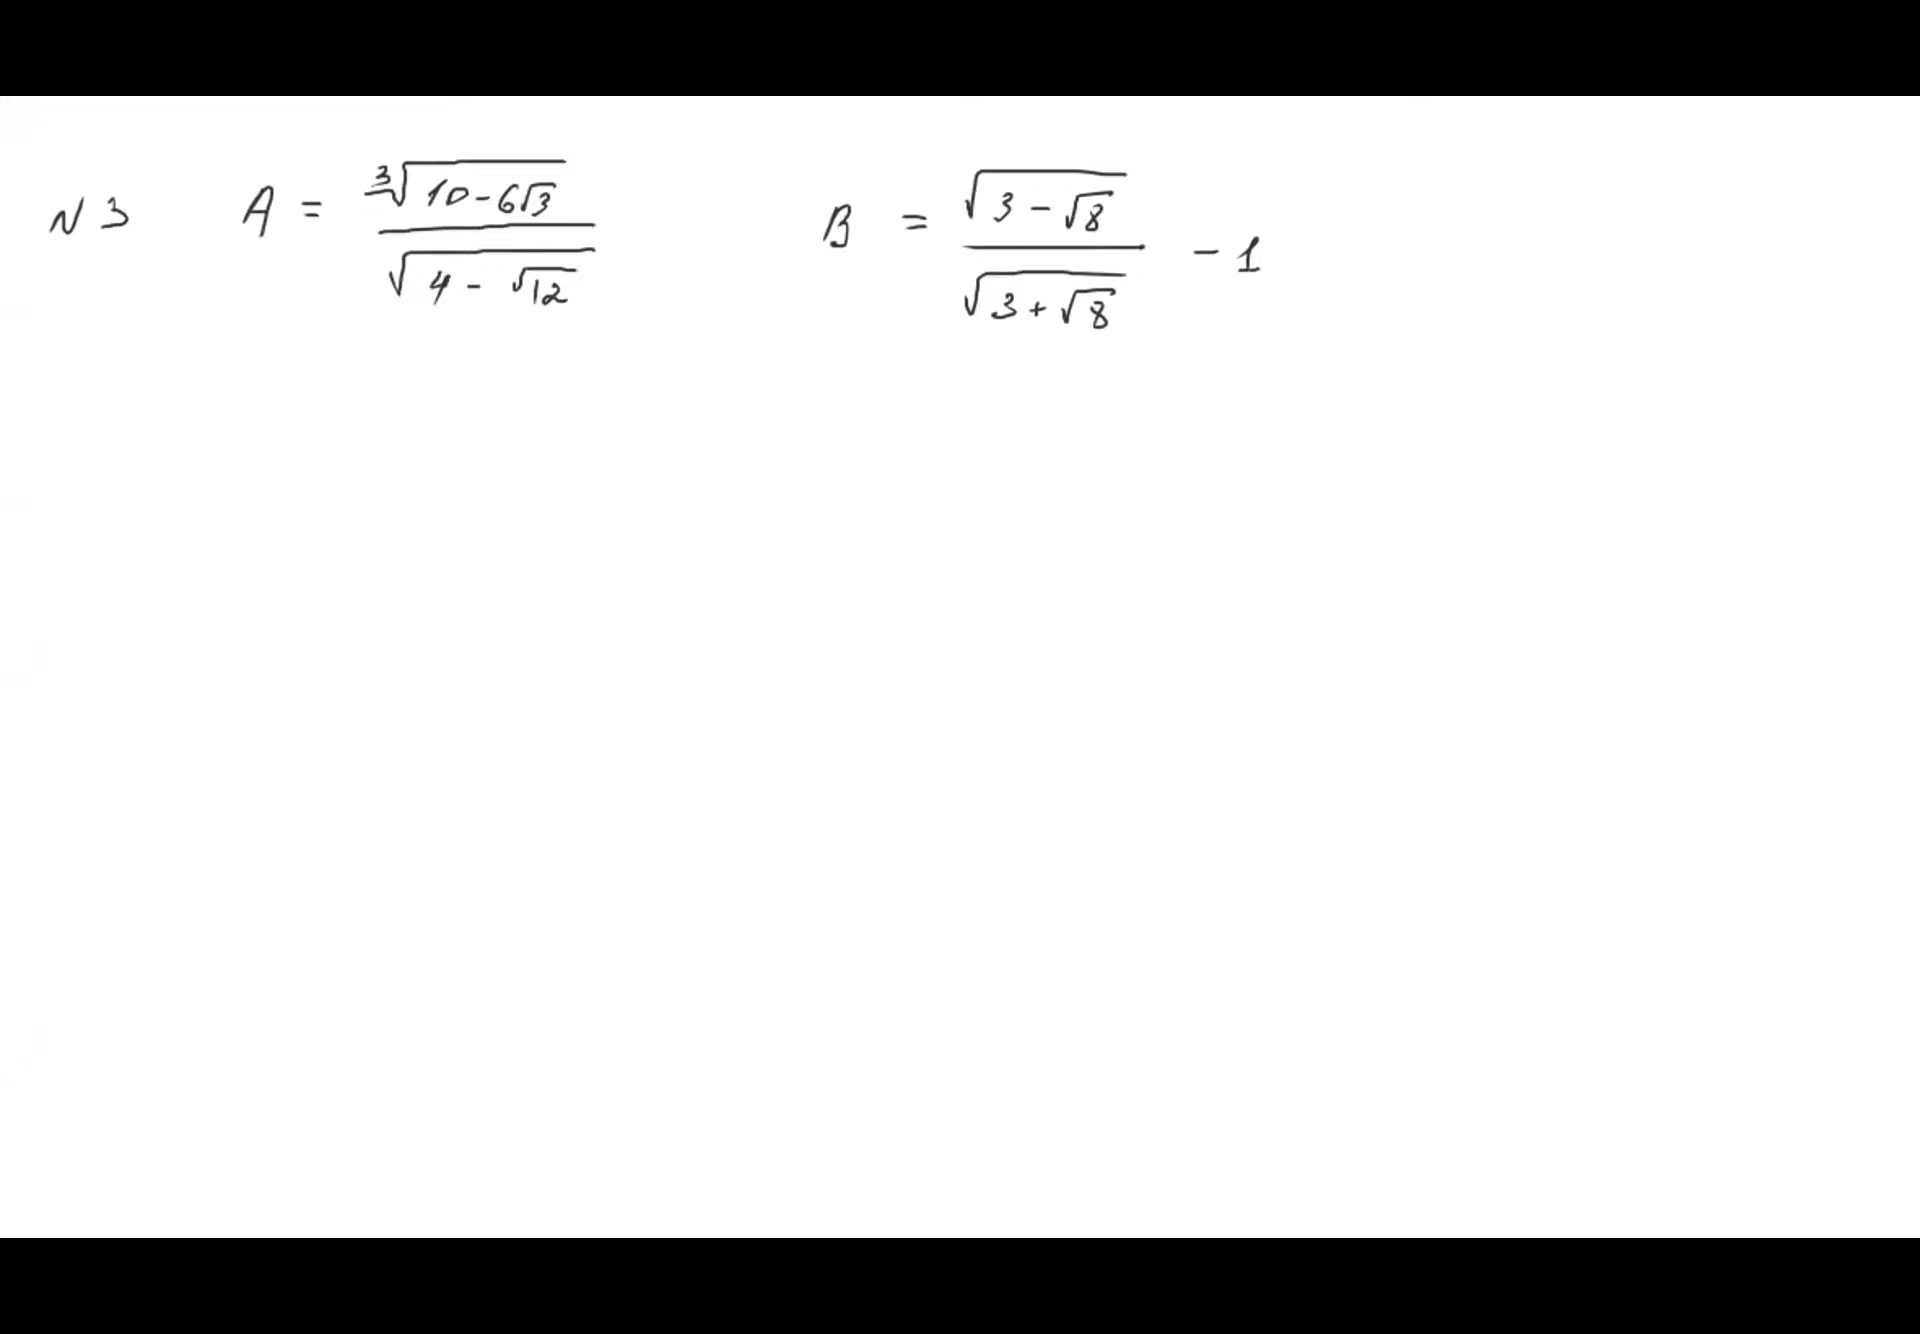 N 3 A = ∛(10 - 6√3) / √(4 - √12) B = √(3 - √8) / √(3 + √8) - 1